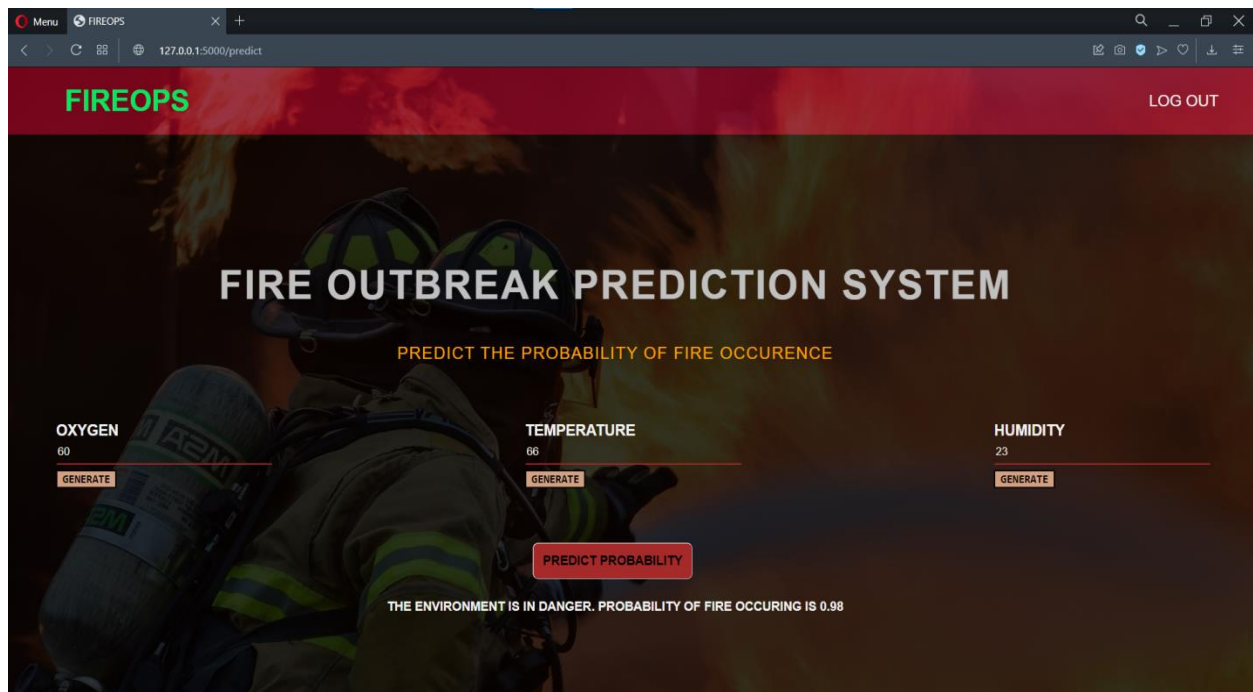 Menu FIREOPS
127.0.0.1:5000/predict
FIREOPS LOG OUT
FIRE OUTBREAK PREDICTION SYSTEM
PREDICT THE PROBABILITY OF FIRE OCCURENCE
OXYGEN TEMPERATURE HUMIDITY
60 66 23
GENERATE GENERATE GENERATE
MSA
MSA
PREDICT PROBABILITY
THE ENVIRONMENT IS IN DANGER. PROBABILITY OF FIRE OCCURING IS 0.98